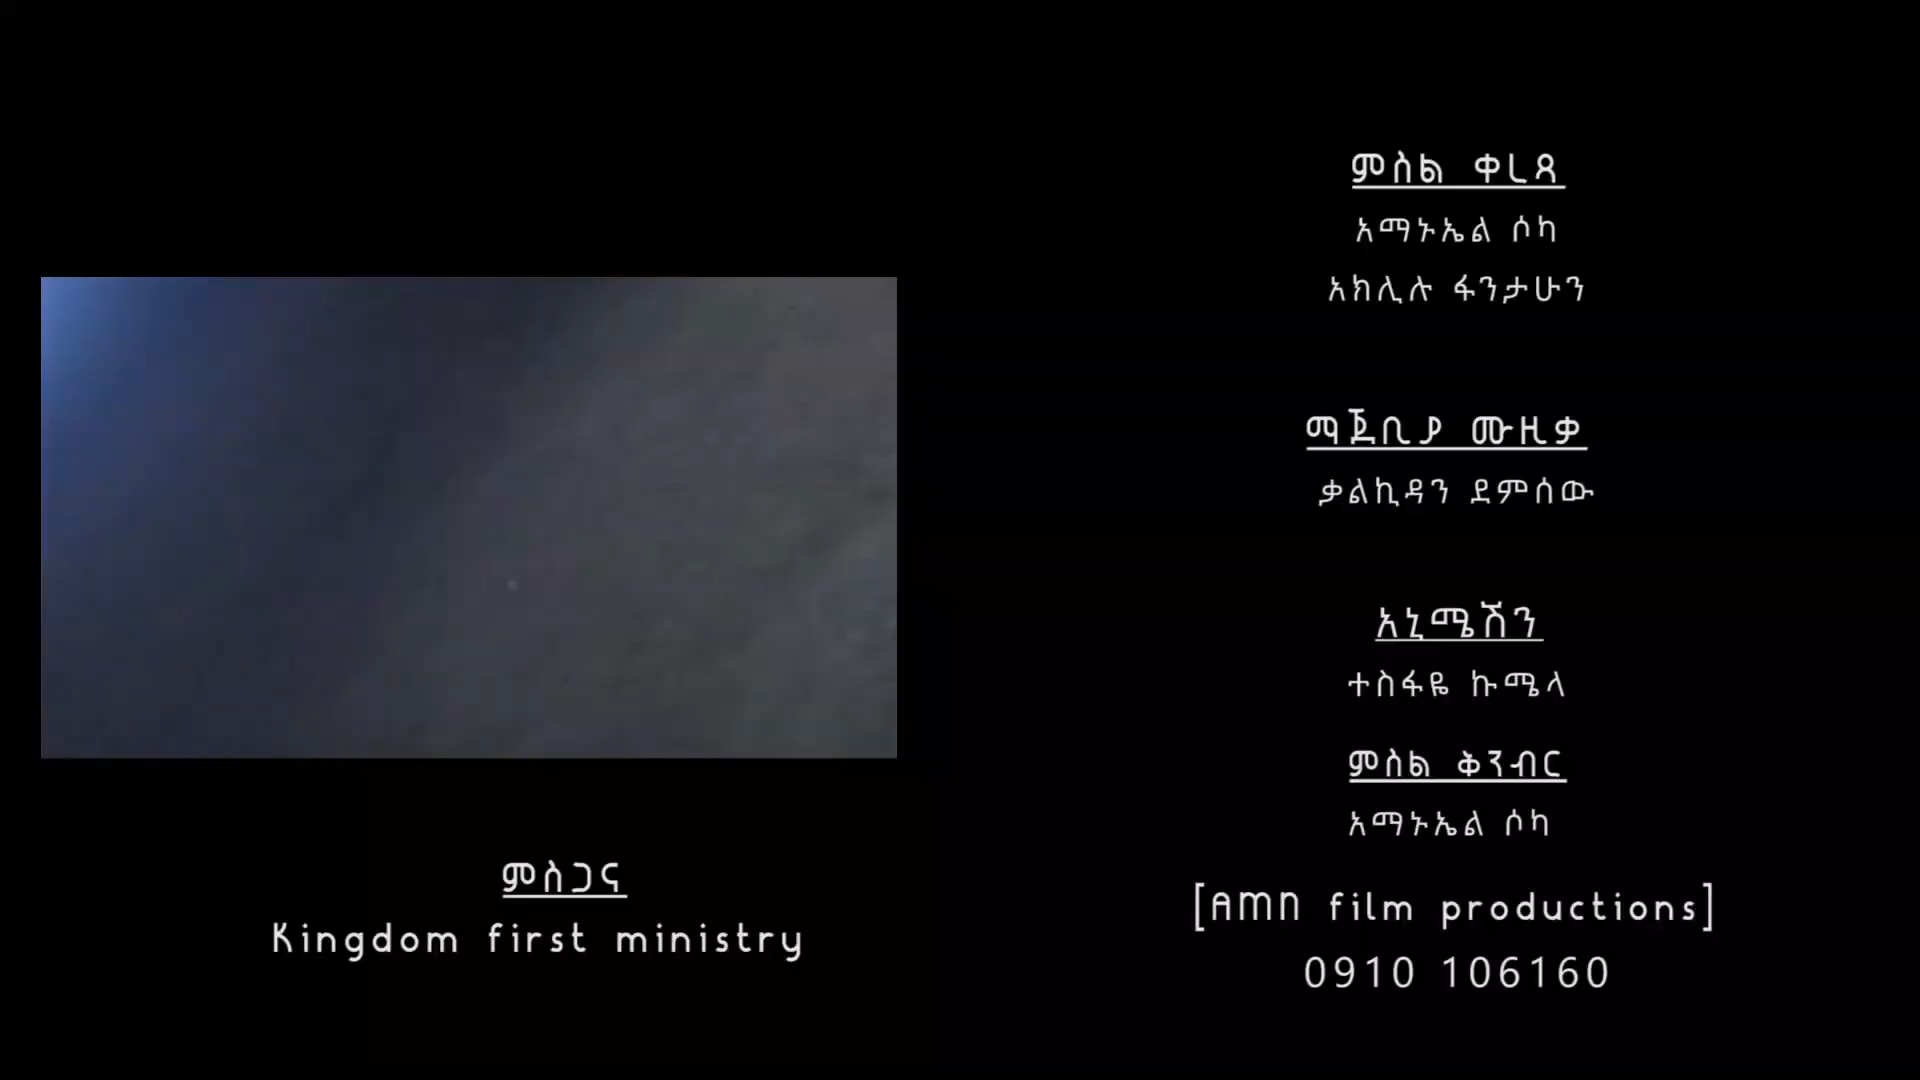 ምስል ቀረጻ
አማኑኤል ሶካ
አክሊሉ ፋንታሁን
ማጀቢያ ሙዚቃ
ቃልኪዳን ደምሰው
አኒሜሽን
ተስፋዬ ኩሜላ
ምስል ቅንብር
አማኑኤል ሶካ
[AMN film productions]
0910 106160
ምስጋና
Kingdom first ministry